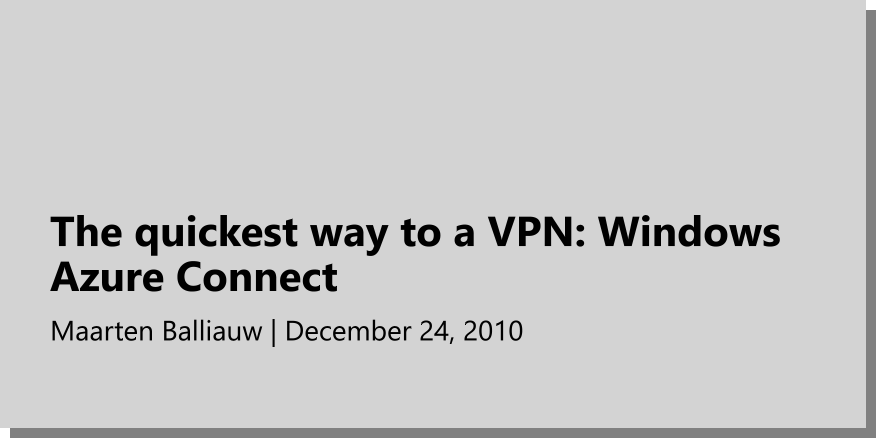 The quickest way to a VPN: Windows
Azure Connect
Maarten Balliauw | December 24, 2010